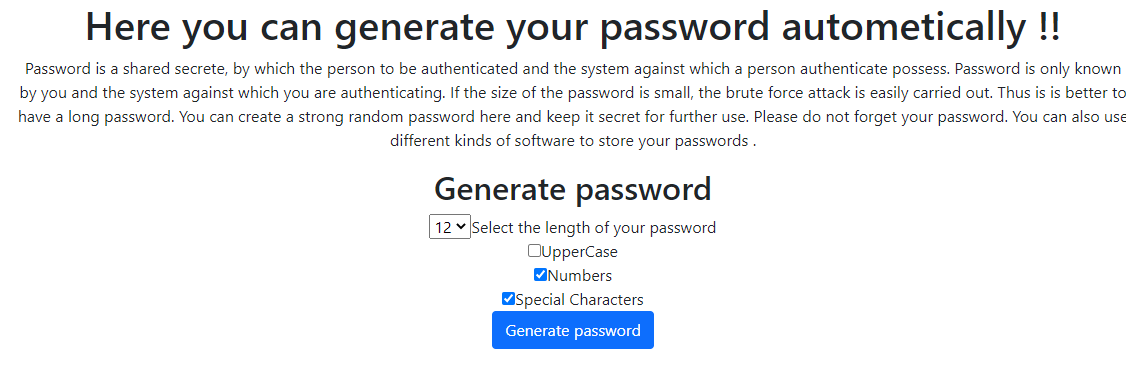 Here you can generate your password autometically !!
Password is a shared secrete, by which the person to be authenticated and the system against which a person authenticate possess. Password is only known
by you and the system against which you are authenticating. If the size of the password is small, the brute force attack is easily carried out. Thus is is better to
have a long password. You can create a strong random password here and keep it secret for further use. Please do not forget your password. You can also use
different kinds of software to store your passwords .
Generate password
12 Select the length of your password
UpperCase
Numbers
Special Characters
Generate password